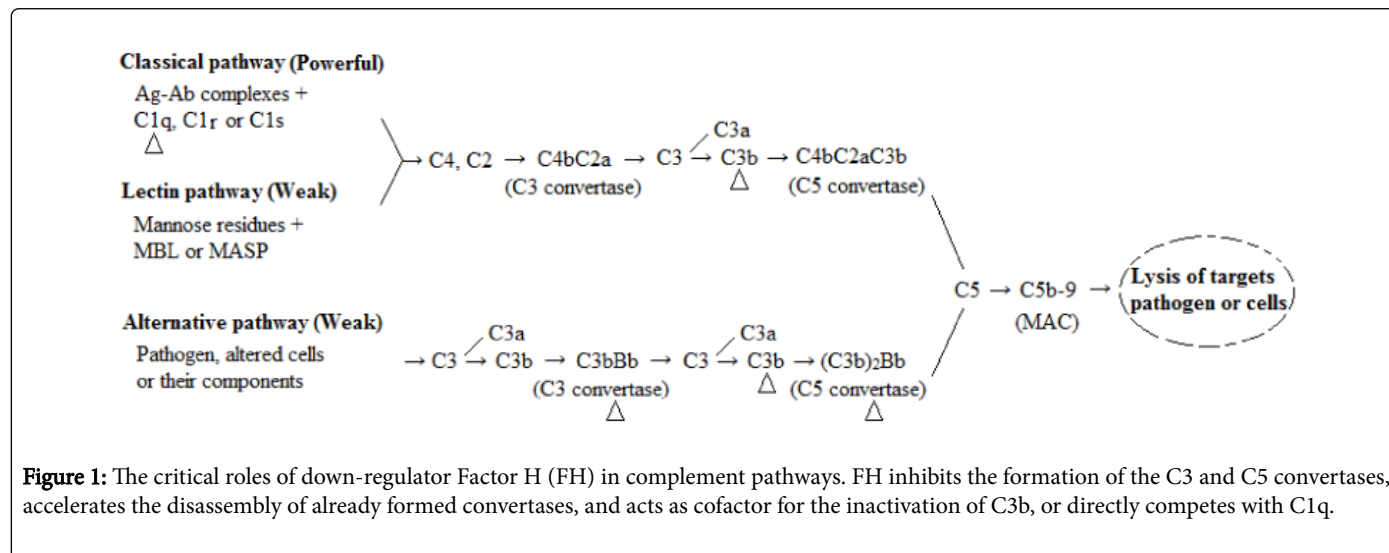 Classical pathway (Powerful)
Ag-Ab complexes +
C1q, C1r or C1s
△
Lectin pathway (Weak)
Mannose residues +
MBL or MASP
→ C4, C2 → C4bC2a → C3 → C3b → C4bC2aC3b
C3a
(C3 convertase)
△
(C5 convertase)
Alternative pathway (Weak)
Pathogen, altered cells
or their components
→ C3 → C3b → C3bBb → C3 → C3b → (C3b)₂Bb
C3a
C3a
(C3 convertase)
△
△
(C5 convertase)
△
C5 → C5b-9 →
(MAC)
Lysis of targets
pathogen or cells
Figure 1: The critical roles of down-regulator Factor H (FH) in complement pathways. FH inhibits the formation of the C3 and C5 convertases,
accelerates the disassembly of already formed convertases, and acts as cofactor for the inactivation of C3b, or directly competes with C1q.